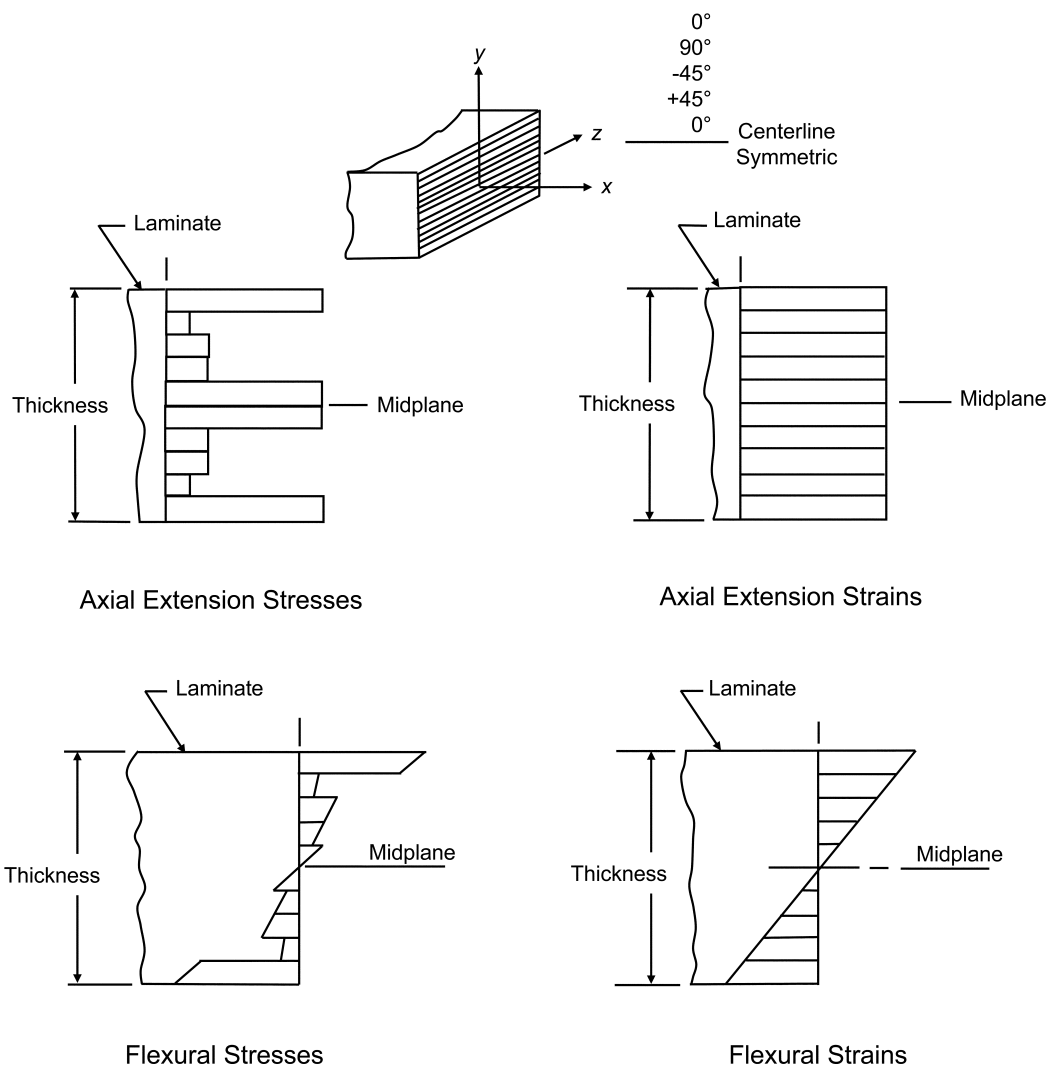 0°
90°
-45°
+45°
0°
Centerline
Symmetric
y
z
x
Laminate
Thickness
Midplane
Axial Extension Stresses
Laminate
Thickness
Midplane
Axial Extension Strains
Laminate
Thickness
Midplane
Flexural Stresses
Laminate
Thickness
Midplane
Flexural Strains